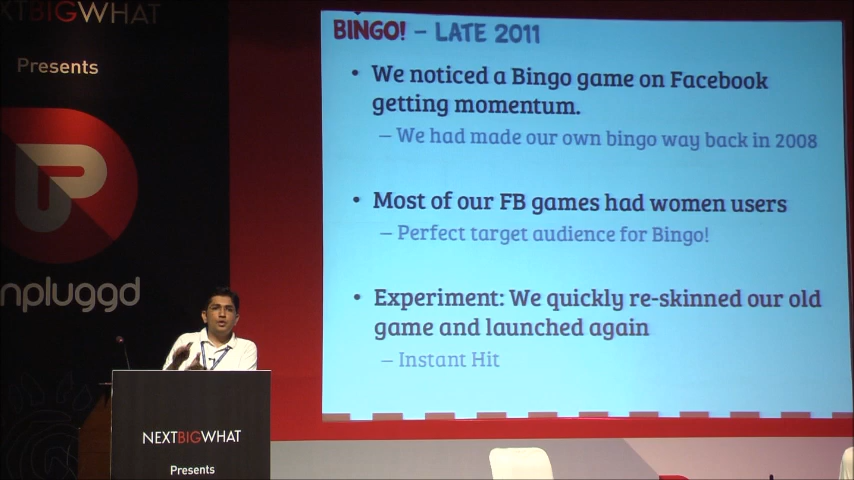 XTBIGWHAT
Presents
UP
npluggd
BINGO! – LATE 2011
• We noticed a Bingo game on Facebook
getting momentum.
– We had made our own bingo way back in 2008
• Most of our FB games had women users
– Perfect target audience for Bingo!
• Experiment: We quickly re-skinned our old
game and launched again
– Instant Hit
NEXTBIGWHAT
Presents